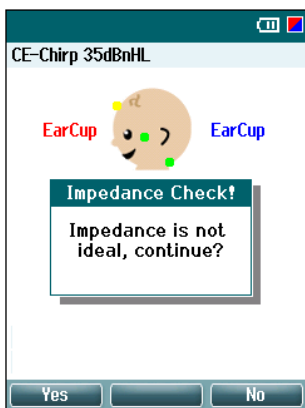 CE-Chirp 35dBnHL
EarCup EarCup
Impedance Check!
Impedance is not
ideal, continue?
Yes No